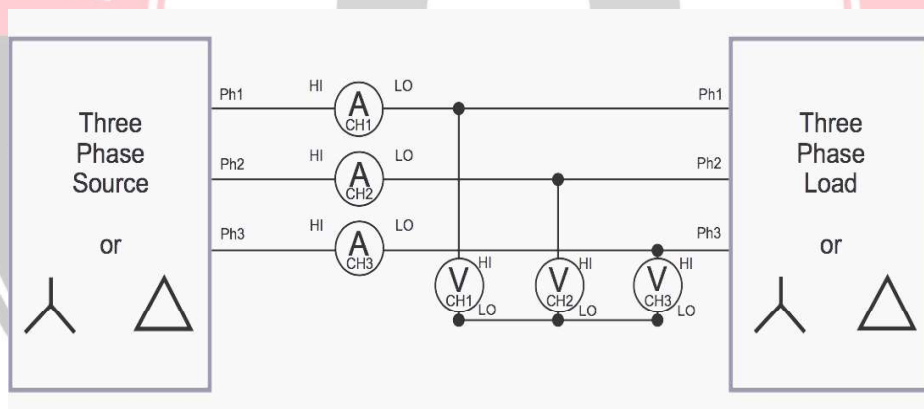 Three
Phase
Source
or
Ph1
HI
A
CH1
LO
Ph1
Ph2
HI
A
CH2
LO
Ph2
Ph3
HI
A
CH3
LO
Ph3
V
CH1
HI
LO
V
CH2
HI
LO
V
CH3
HI
LO
Three
Phase
Load
or